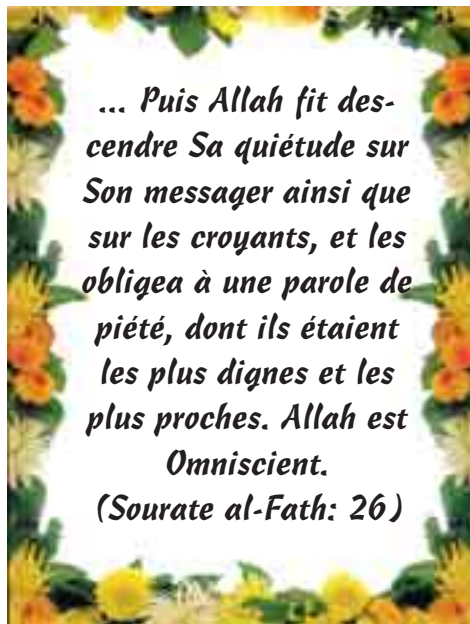 ... Puis Allah fit des-
cendre Sa quiétude sur
Son messager ainsi que
sur les croyants, et les
obligea à une parole de
piété, dont ils étaient
les plus dignes et les
plus proches. Allah est
Omniscient.
(Sourate al-Fath: 26)